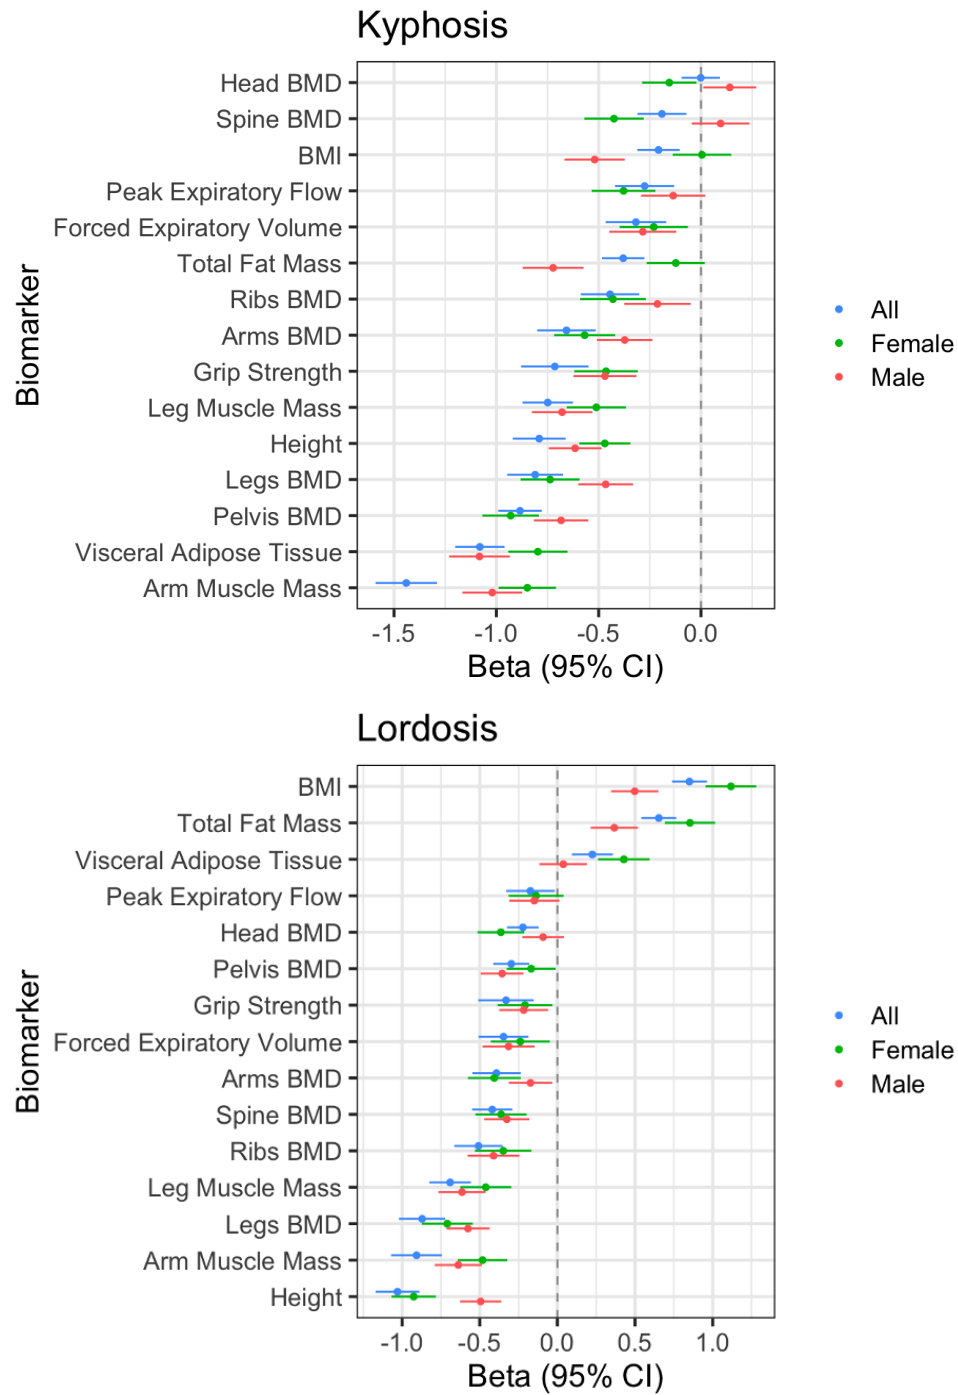 Kyphosis
Head BMD
Spine BMD
BMI
Peak Expiratory Flow
Forced Expiratory Volume
Total Fat Mass
Ribs BMD
Arms BMD
Grip Strength
Leg Muscle Mass
Height
Legs BMD
Pelvis BMD
Visceral Adipose Tissue
Arm Muscle Mass
Biomarker
-1.5 -1.0 -0.5 0.0
Beta (95% CI)
All
Female
Male
Lordosis
BMI
Total Fat Mass
Visceral Adipose Tissue
Peak Expiratory Flow
Head BMD
Pelvis BMD
Grip Strength
Forced Expiratory Volume
Arms BMD
Spine BMD
Ribs BMD
Leg Muscle Mass
Legs BMD
Arm Muscle Mass
Height
Biomarker
-1.0 -0.5 0.0 0.5 1.0
Beta (95% CI)
All
Female
Male